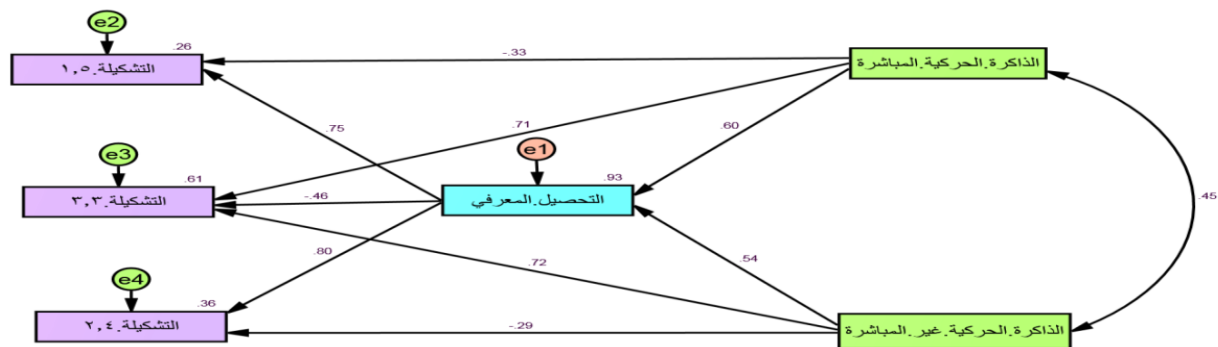 e2
.26
-.33
التشكيلة.١,٥
الذاكرة.الحركية.المباشرة
.75
.71
.60
e3
e1
.61
.93
-.46
التشكيلة.٣,٣
التحصيل.المعرفي
.45
.80
.72
.54
e4
.36
التشكيلة.٢,٤
-.29
الذاكرة.الحركية.غير.المباشرة